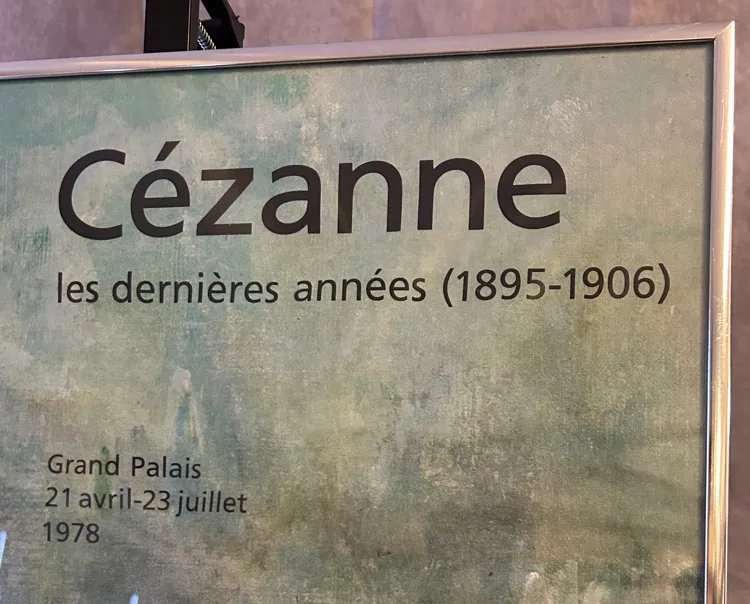 Cézanne
les dernières années (1895-1906)
Grand Palais
21 avril-23 juillet
1978